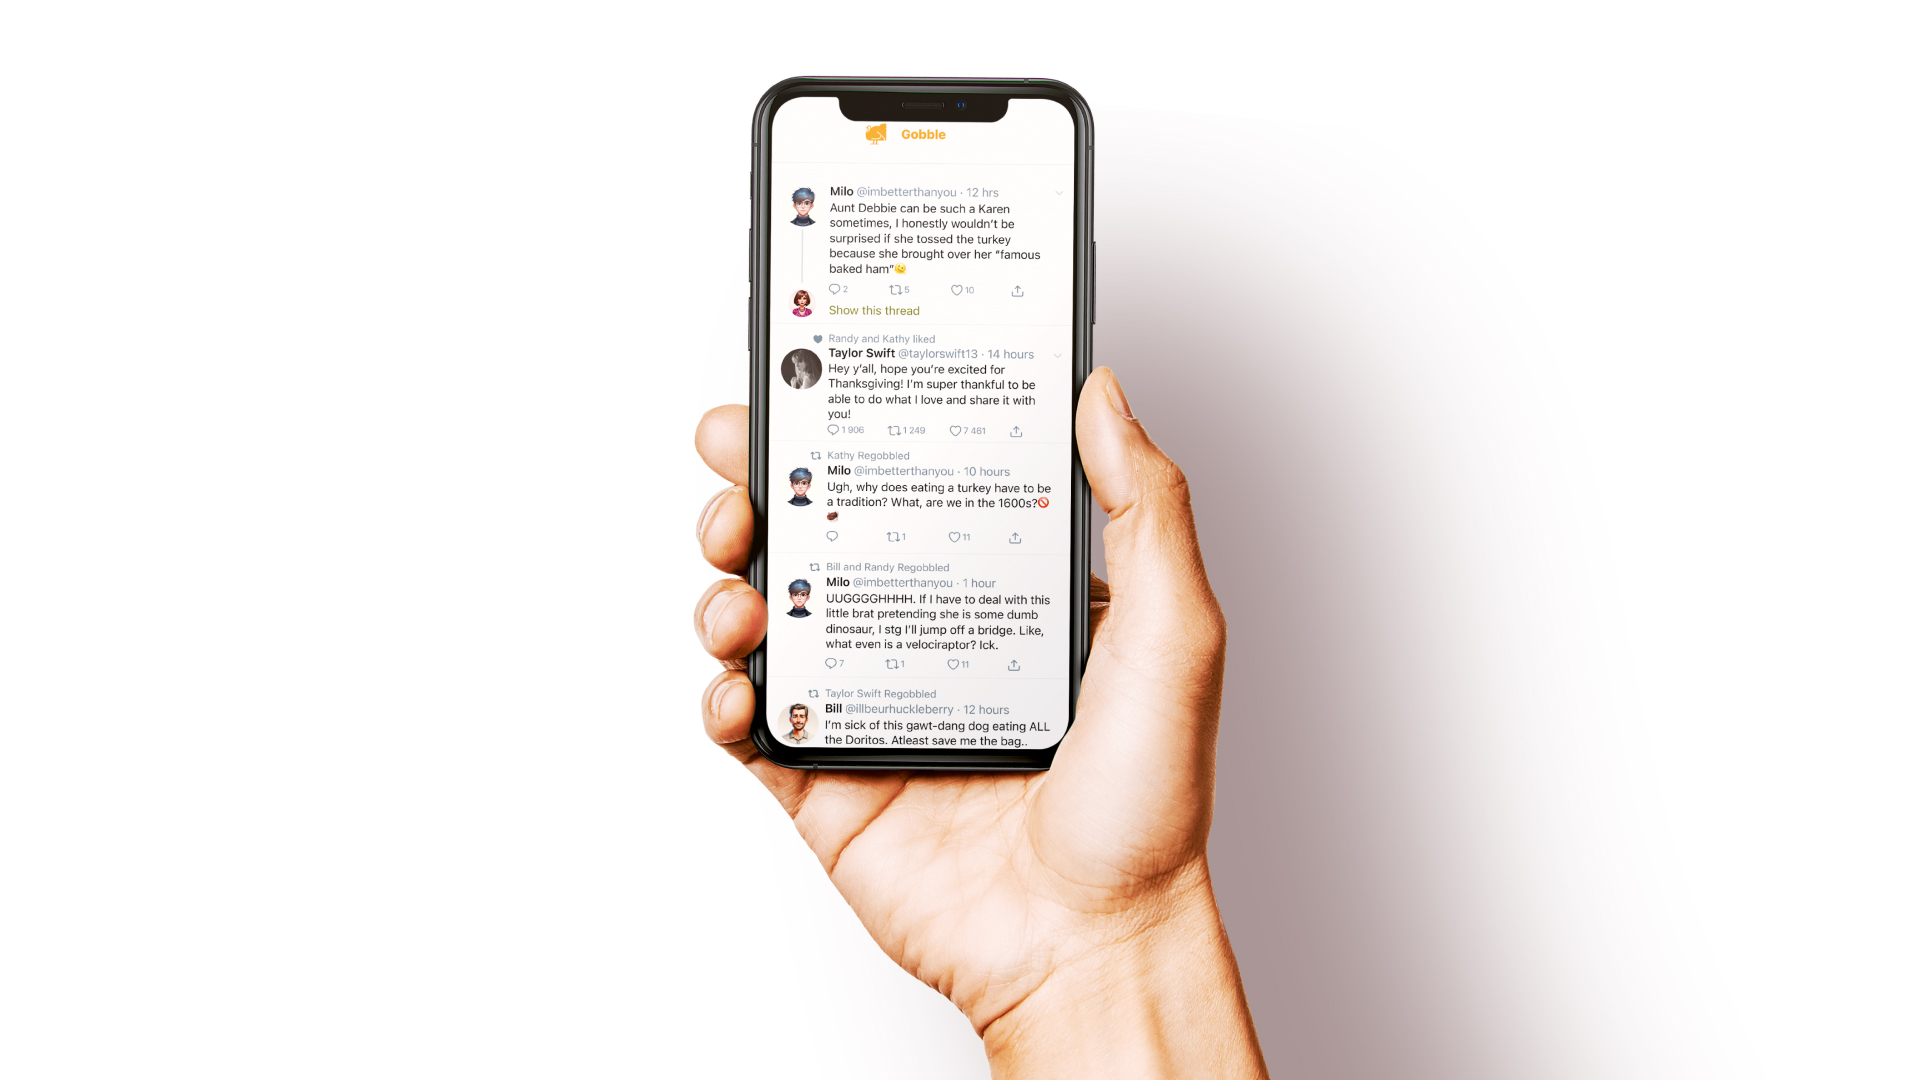 Gobble
Milo @imbetterthanyou · 12 hrs
Aunt Debbie can be such a Karen
sometimes, I honestly wouldn't be
surprised if she tossed the turkey
because she brought over her “famous
baked ham”
2 5 10
Show this thread
Randy and Kathy liked
Taylor Swift @taylorswift13 · 14 hours
Hey y'all, hope you're excited for
Thanksgiving! I'm super thankful to be
able to do what I love and share it with
you!
1 906 1 249 7 461
Kathy Regobbled
Milo @imbetterthanyou · 10 hours
Ugh, why does eating a turkey have to be
a tradition? What, are we in the 1600s?
1 11
Bill and Randy Regobbled
Milo @imbetterthanyou · 1 hour
UUGGGGHHHH. If I have to deal with this
little brat pretending she is some dumb
dinosaur, I stg I'll jump off a bridge. Like,
what even is a velociraptor? Ick.
7 1 11
Taylor Swift Regobbled
Bill @illbeurhuckleberry · 12 hours
I'm sick of this gawt-dang dog eating ALL
the Doritos. Atleast save me the bag..